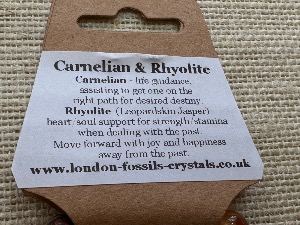 Carnelian & Rhyolite
Carnelian - life guidance,
assisting to get one on the
right path for desired destiny.
Rhyolite (Leopardskin Jasper)
heart/soul support for strength/stamina
when dealing with the past.
Move forward with joy and happiness
away from the past.
www.london-fossils-crystals.co.uk